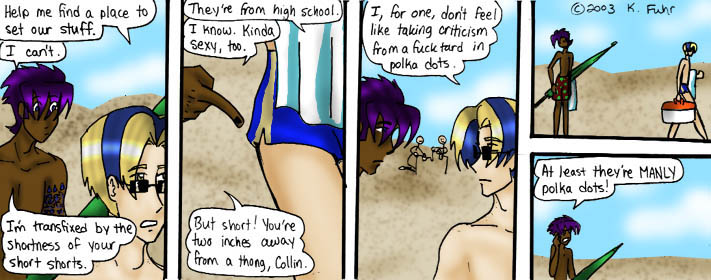 Help me find a place to
set our stuff.
I can't.
I'm transfixed by the
shortness of your
short shorts.
They're from high school.
I know. Kinda
sexy, too.
But short! You're
two inches away
from a thong, Collin.
I, for one, don't feel
like taking criticism
from a fucktard in
polka dots.
©2003 K. Fuhr
At least they're MANLY
polka dots!